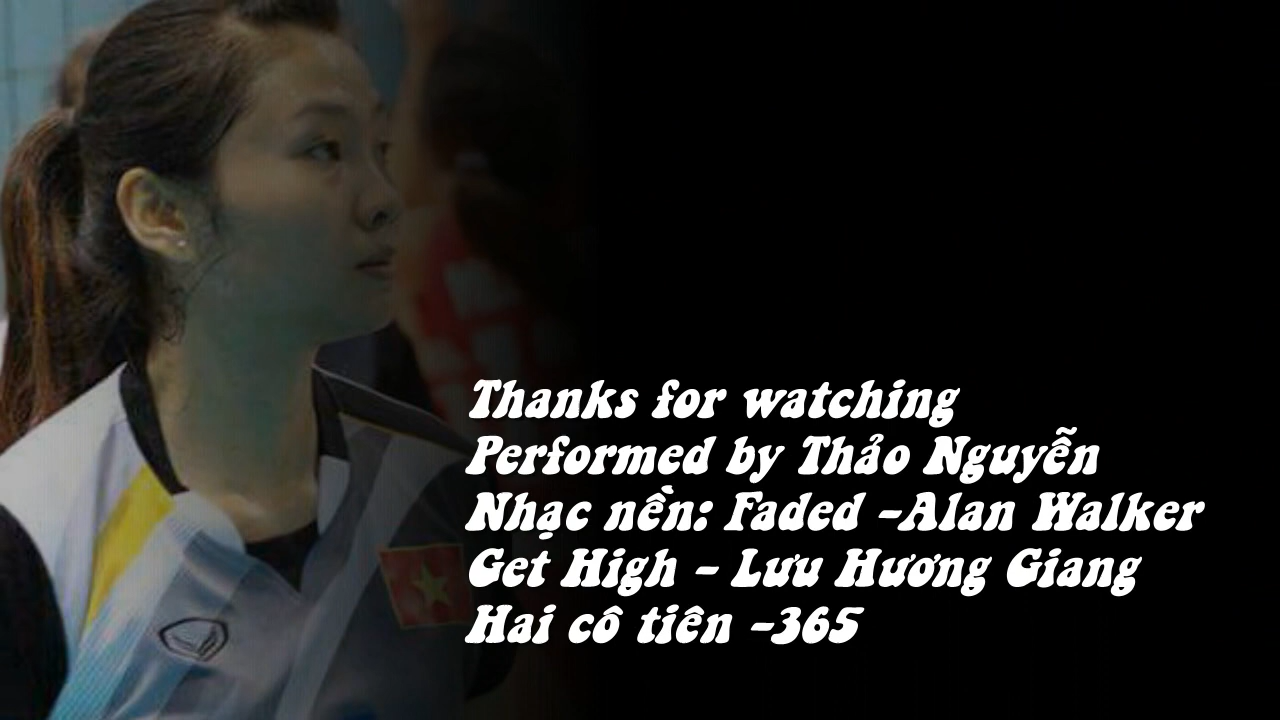 Thanks for watching
Performed by Thảo Nguyễn
Nhạc nền: Faded -Alan Walker
Get High - Lưu Hương Giang
Hai cô tiên -365